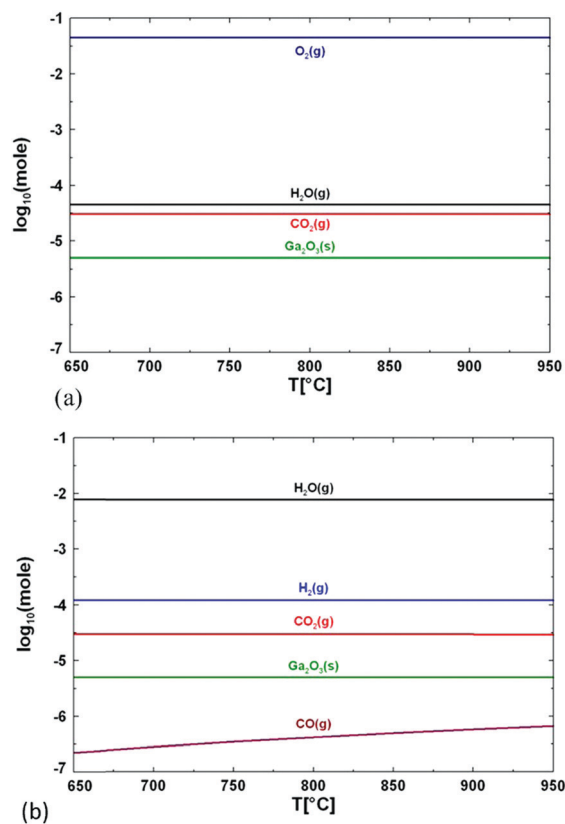 -1
O₂(g)
-2
-3
log₁₀(mole)
-4
H₂O(g)
CO₂(g)
-5
Ga₂O₃(s)
-6
-7
650 700 750 800 850 900 950
T[°C]
(a)
-1
H₂O(g)
-2
-3
log₁₀(mole)
H₂(g)
-4
CO₂(g)
-5
Ga₂O₃(s)
-6
CO(g)
-7
650 700 750 800 850 900 950
T[°C]
(b)